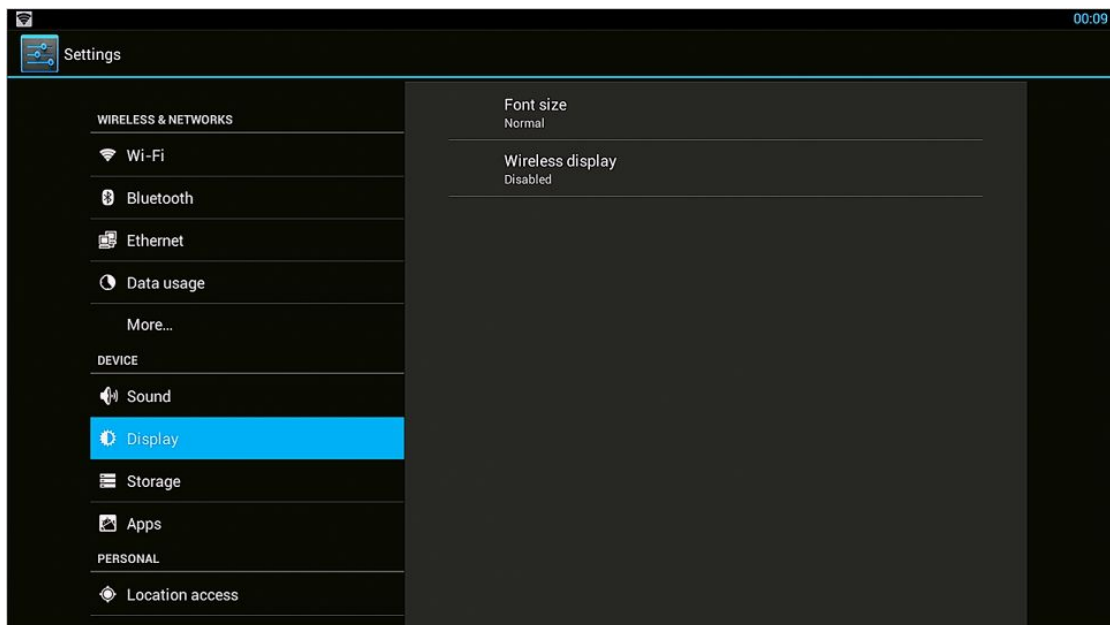 00:09
Settings
WIRELESS & NETWORKS
Wi-Fi
Bluetooth
Ethernet
Data usage
More...
DEVICE
Sound
Display
Storage
Apps
PERSONAL
Location access
Font size
Normal
Wireless display
Disabled